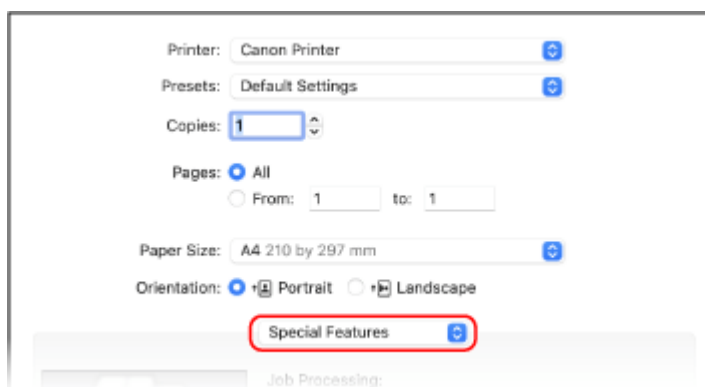 Printer: Canon Printer
Presets: Default Settings
Copies: 1
Pages: All
From: 1 to: 1
Paper Size: A4 210 by 297 mm
Orientation: Portrait Landscape
Special Features
Job Processing: